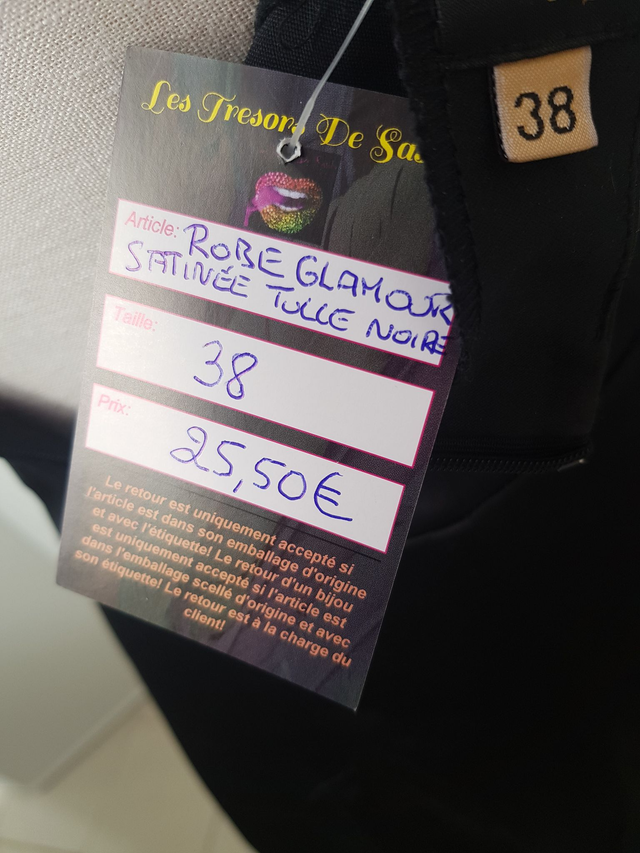 Les Tresors De Sas
38
Article: ROBE GLAMOUR
SATINÉE TULLE NOIRE
Taille:
38
Prix:
25,50€
Le retour est uniquement accepté si
l'article est dans son emballage d'origine
et avec l'étiquette! Le retour d'un bijou
est uniquement accepté si l'article est
dans l'emballage scellé d'origine et avec
son étiquette! Le retour est à la charge du
client!